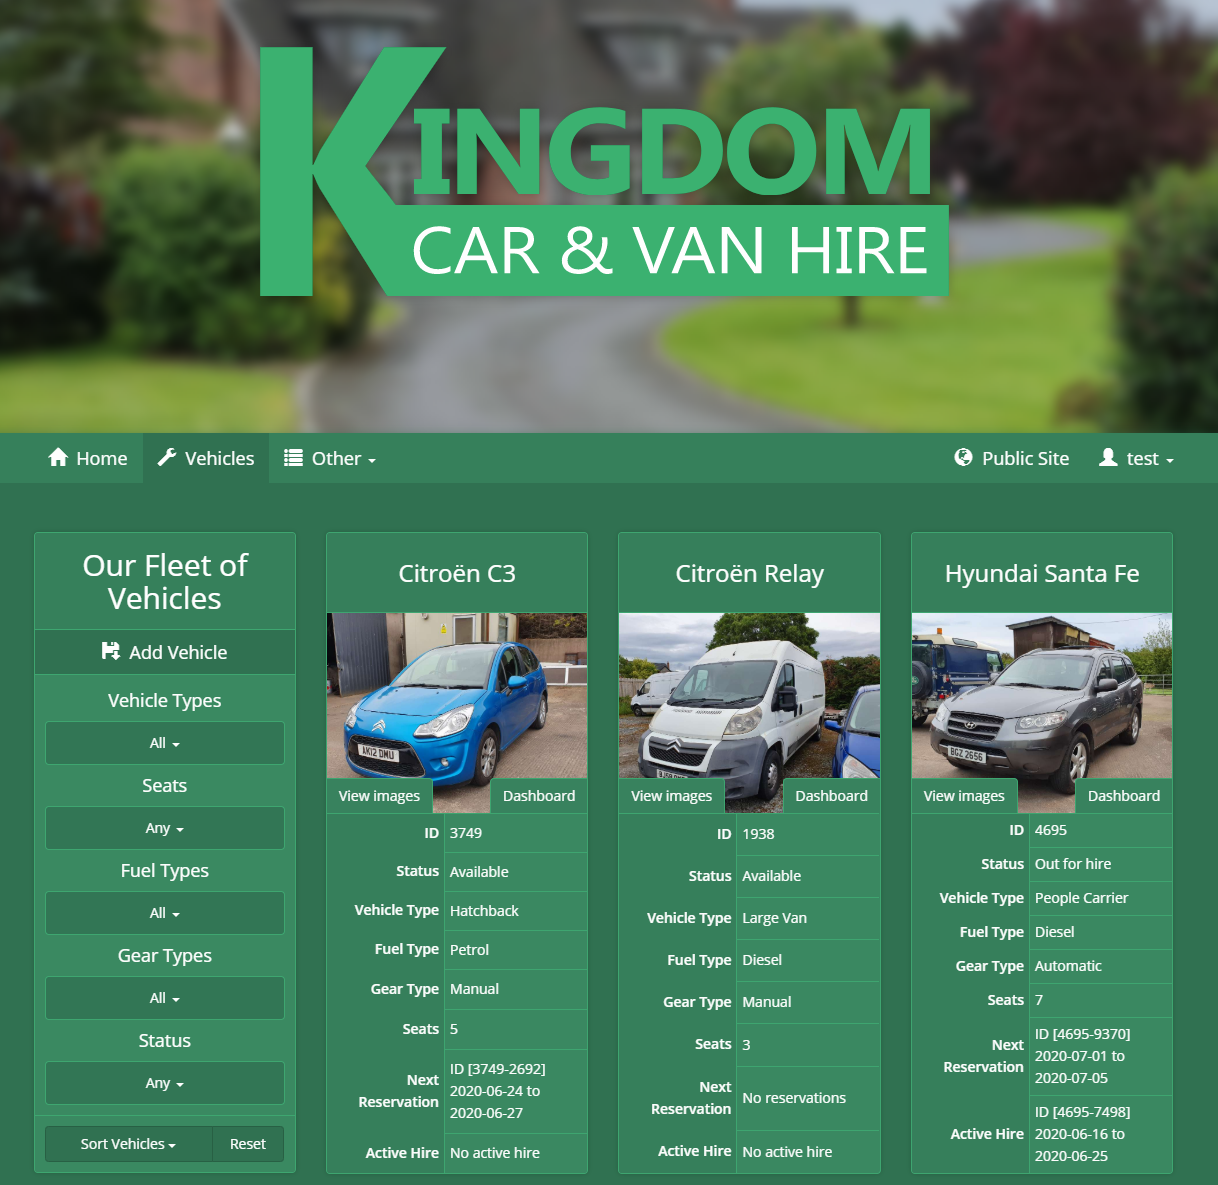 KINGDOM
CAR & VAN HIRE
Home
Vehicles
Other
Public Site
test
Our Fleet of
Vehicles
Add Vehicle
Vehicle Types
All
Seats
Any
Fuel Types
All
Gear Types
All
Status
Any
Sort Vehicles
Reset
Citroën C3
AK12 DMU
View images
Dashboard
ID 3749
Status Available
Vehicle Type Hatchback
Fuel Type Petrol
Gear Type Manual
Seats 5
Next
Reservation
ID [3749-2692]
2020-06-24 to
2020-06-27
Active Hire No active hire
Citroën Relay
View images
Dashboard
ID 1938
Status Available
Vehicle Type Large Van
Fuel Type Diesel
Gear Type Manual
Seats 3
Next
Reservation
No reservations
Active Hire No active hire
Hyundai Santa Fe
BGZ 2656
View images
Dashboard
ID 4695
Status Out for hire
Vehicle Type People Carrier
Fuel Type Diesel
Gear Type Automatic
Seats 7
Next
Reservation
ID [4695-9370]
2020-07-01 to
2020-07-05
Active Hire
ID [4695-7498]
2020-06-16 to
2020-06-25